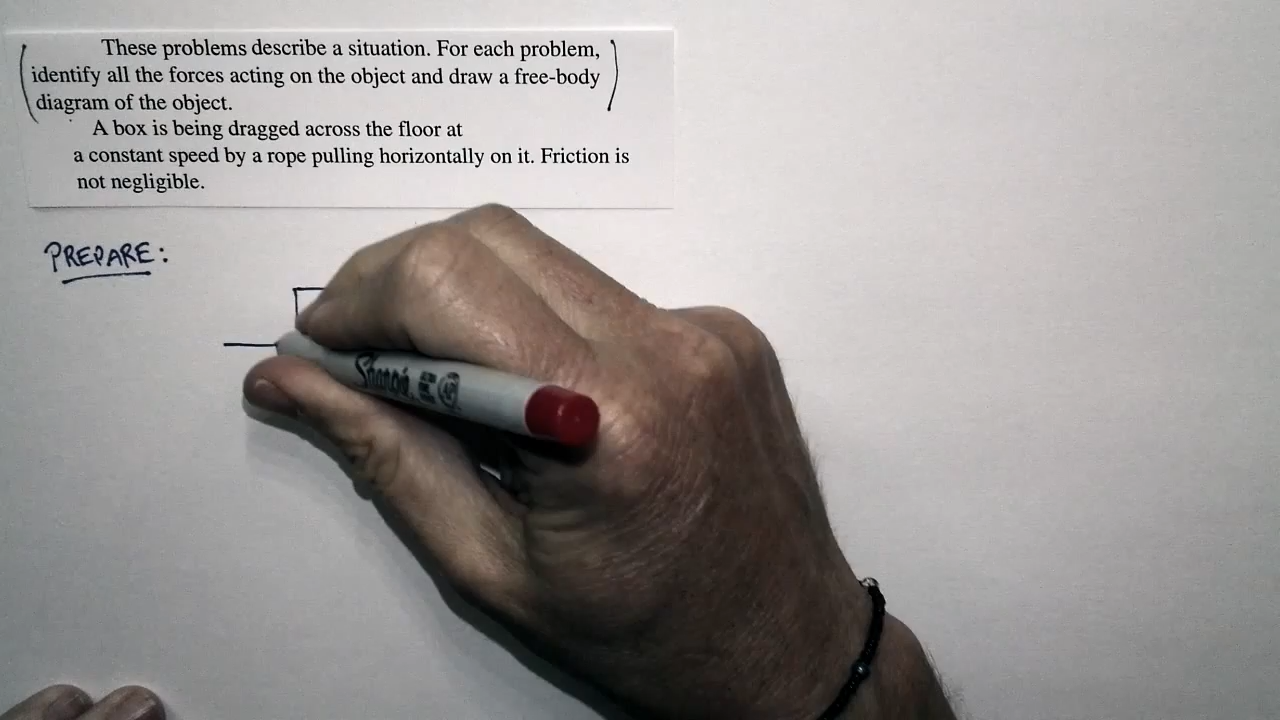 These problems describe a situation. For each problem,
identify all the forces acting on the object and draw a free-body
diagram of the object.
A box is being dragged across the floor at
a constant speed by a rope pulling horizontally on it. Friction is
not negligible.
PREPARE:
Sharpie